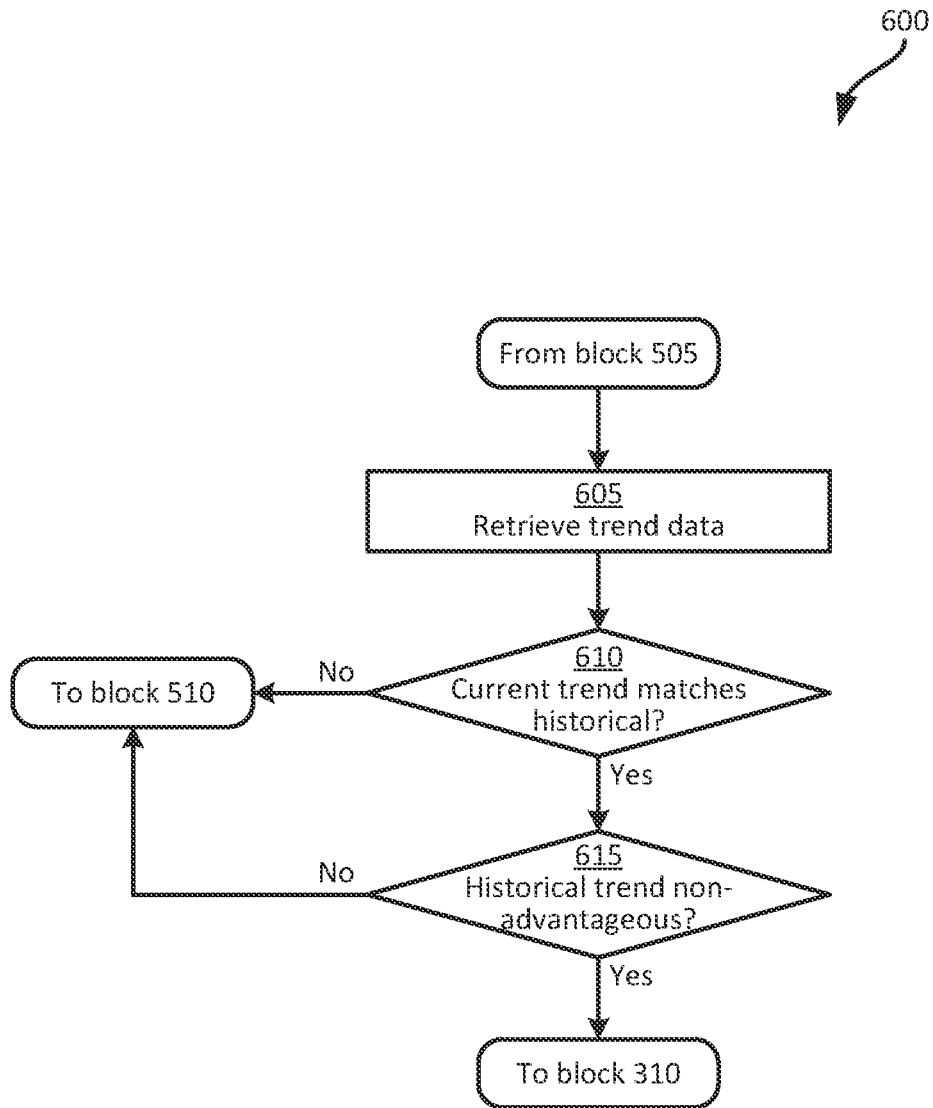 600
From block 505
605
Retrieve trend data
610
Current trend matches
historical?
No
To block 510
Yes
615
Historical trend non-
advantageous?
No
Yes
To block 310